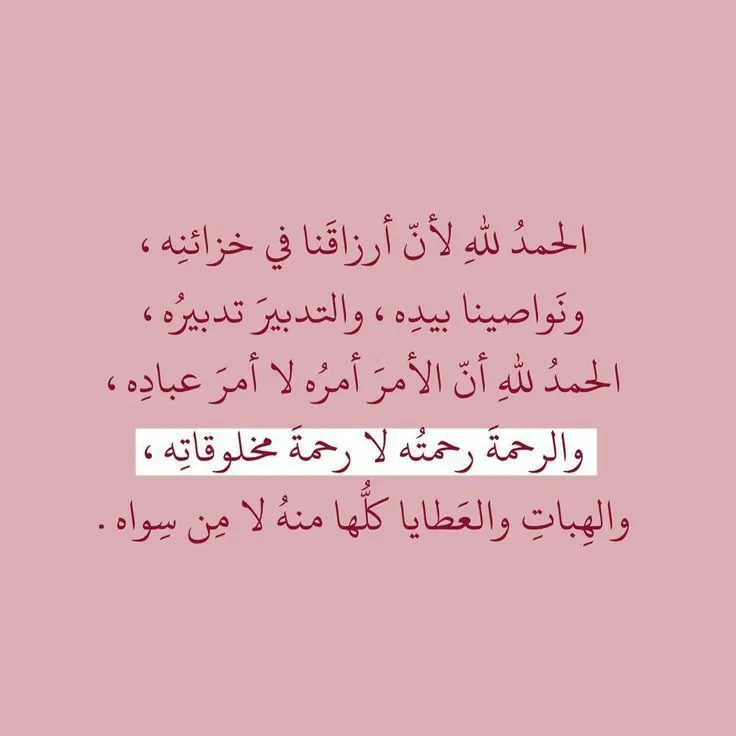 الحمدُ للهِ لأنّ أرزاقَنا في خزائنِه ،
ونَواصينا بيدِه ، والتدبيرَ تدبيرُه ،
الحمدُ للهِ أنّ الأمرَ أمرُه لا أمرَ عبادِه ،
والرحمةَ رحمتُه لا رحمةَ مخلوقاتِه ،
والهِباتِ والعَطايا كلُّها منهُ لا مِن سِواه .